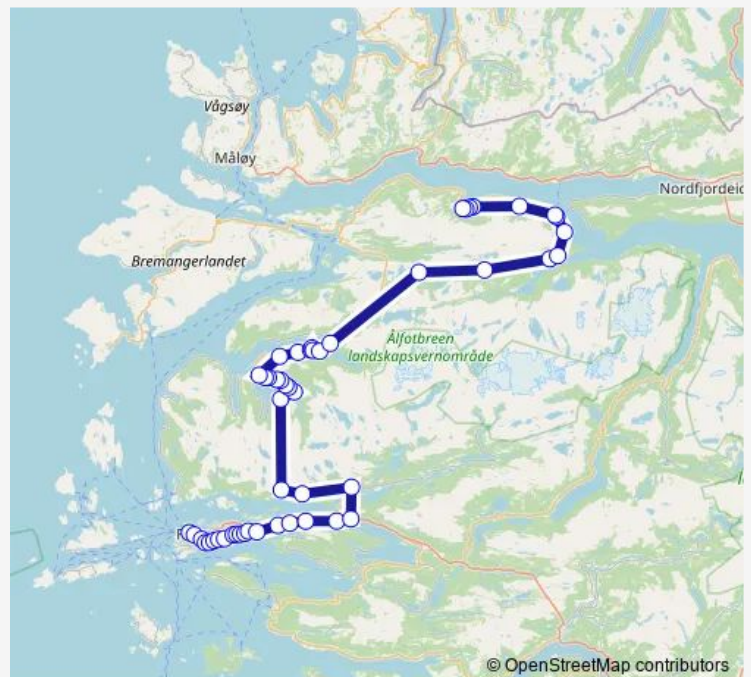 Vågsøy
Måløy
Nordfjordeid
Bremangerlandet
Ålfotbreen
landskapsvernområde
© OpenStreetMap contributors